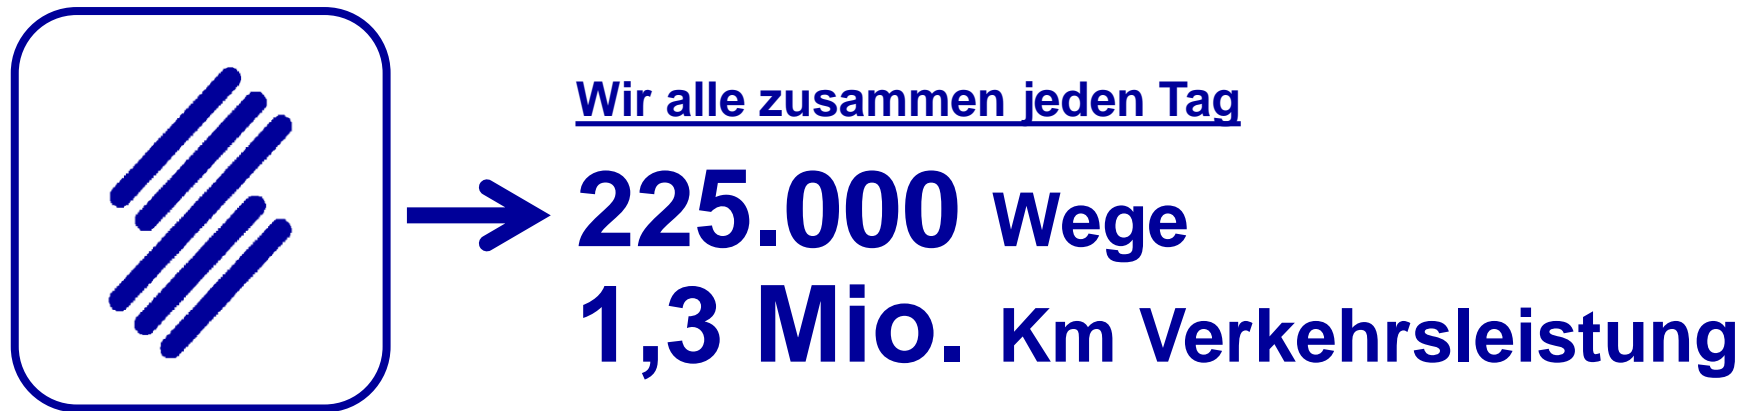 Wir alle zusammen jeden Tag
225.000 Wege
1,3 Mio. Km Verkehrsleistung